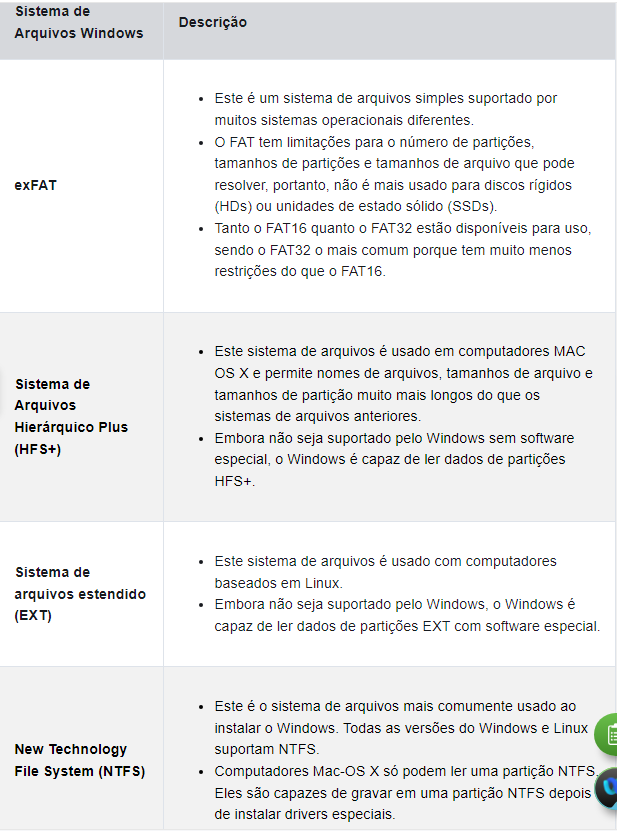 Sistema de
Arquivos Windows
Descrição
exFAT
• Este é um sistema de arquivos simples suportado por
muitos sistemas operacionais diferentes.
• O FAT tem limitações para o número de partições,
tamanhos de partições e tamanhos de arquivo que pode
resolver, portanto, não é mais usado para discos rígidos
(HDs) ou unidades de estado sólido (SSDs).
• Tanto o FAT16 quanto o FAT32 estão disponíveis para uso,
sendo o FAT32 o mais comum porque tem muito menos
restrições do que o FAT16.
Sistema de
Arquivos
Hierárquico Plus
(HFS+)
• Este sistema de arquivos é usado em computadores MAC
OS X e permite nomes de arquivos, tamanhos de arquivo e
tamanhos de partição muito mais longos do que os
sistemas de arquivos anteriores.
• Embora não seja suportado pelo Windows sem software
especial, o Windows é capaz de ler dados de partições
HFS+.
Sistema de
arquivos estendido
(EXT)
• Este sistema de arquivos é usado com computadores
baseados em Linux.
• Embora não seja suportado pelo Windows, o Windows é
capaz de ler dados de partições EXT com software especial.
New Technology
File System (NTFS)
• Este é o sistema de arquivos mais comumente usado ao
instalar o Windows. Todas as versões do Windows e Linux
suportam NTFS.
• Computadores Mac-OS X só podem ler uma partição NTFS.
Eles são capazes de gravar em uma partição NTFS depois
de instalar drivers especiais.